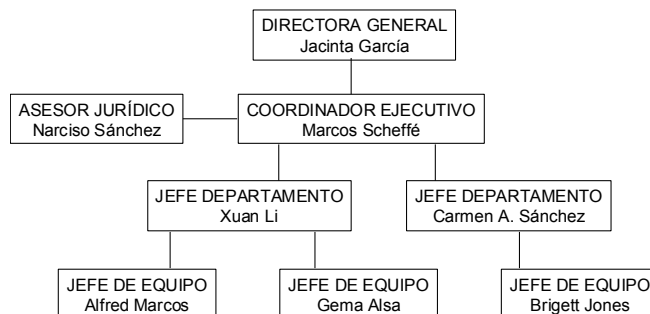 DIRECTORA GENERAL
Jacinta García
ASESOR JURÍDICO
Narciso Sánchez
COORDINADOR EJECUTIVO
Marcos Scheffé
JEFE DEPARTAMENTO
Xuan Li
JEFE DEPARTAMENTO
Carmen A. Sánchez
JEFE DE EQUIPO
Alfred Marcos
JEFE DE EQUIPO
Gema Alsa
JEFE DE EQUIPO
Brigett Jones